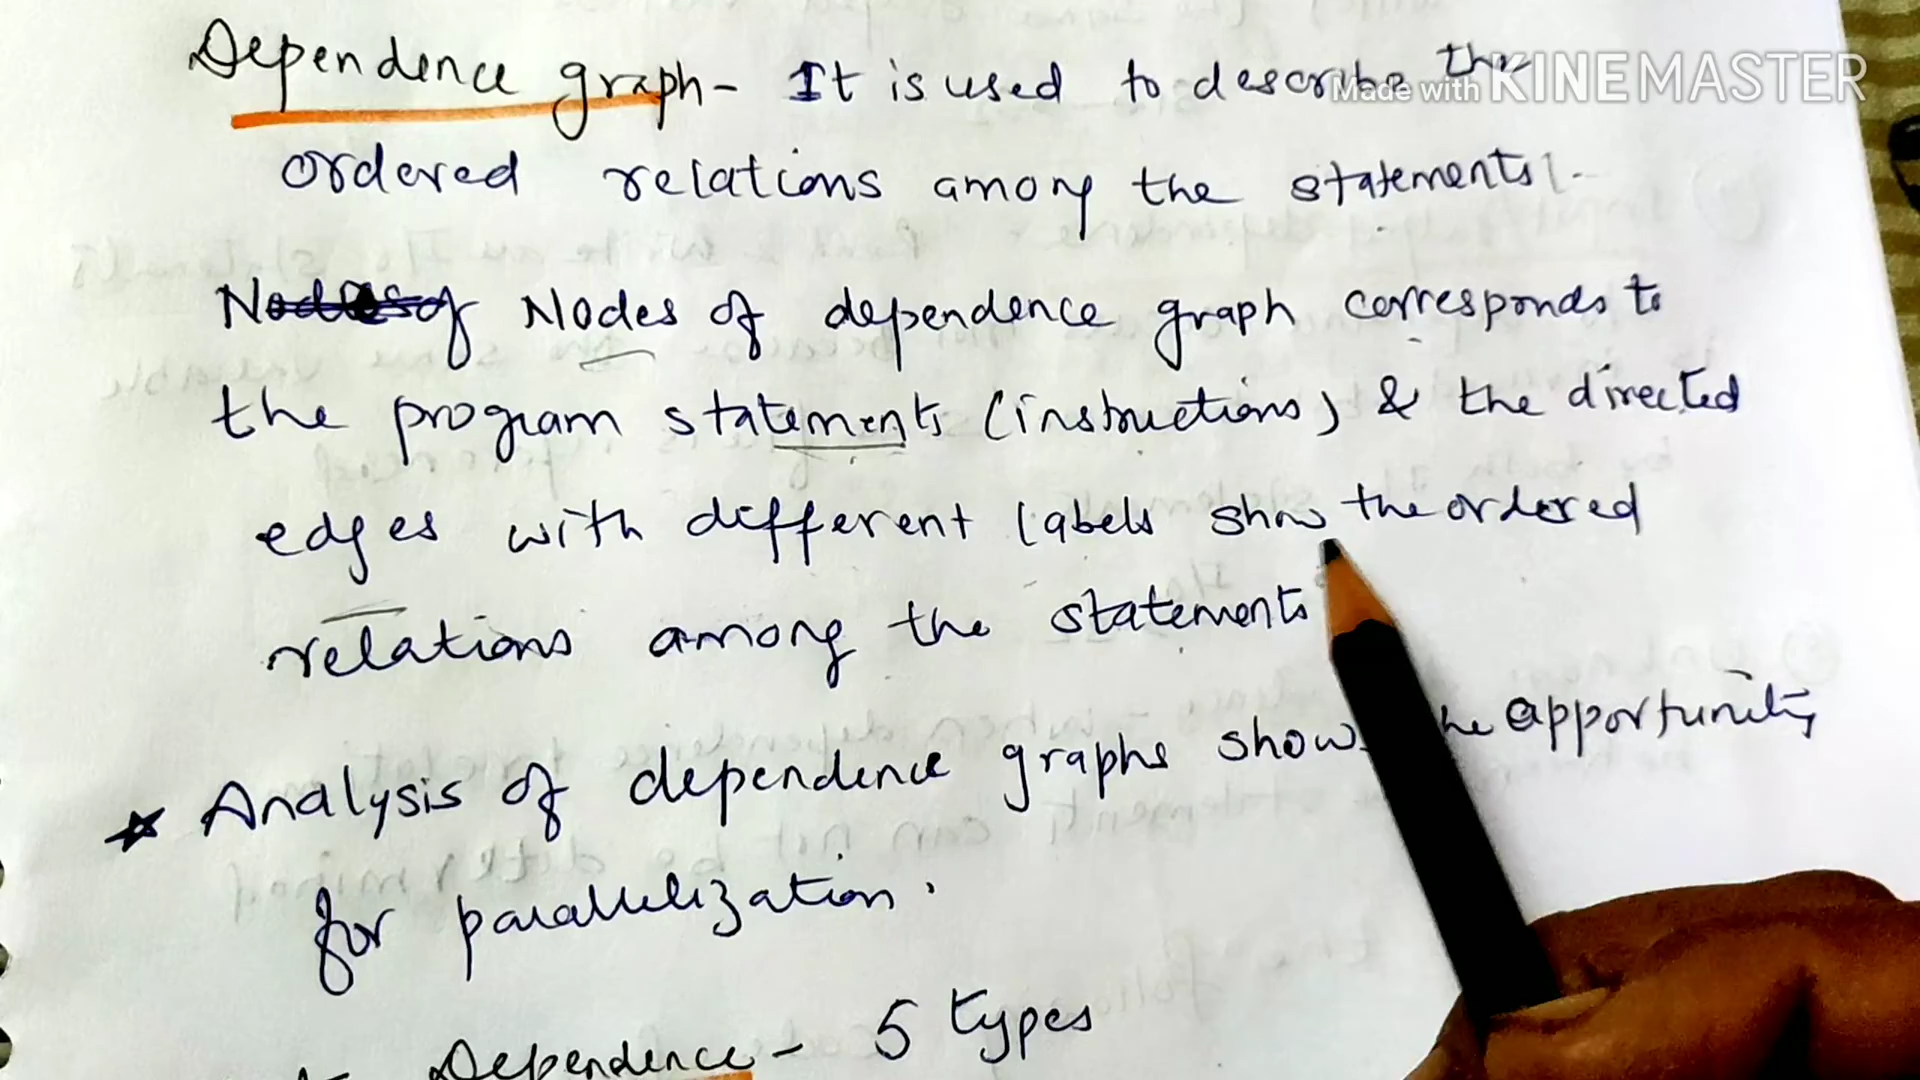 Dependence graph - It is used to describe the
Made with KINEMASTER
ordered relations among the statements.
Nodes of Nodes of dependence graph corresponds to
the program statements (instructions) & the directed
edges with different labels show the ordered
relations among the statements
Analysis of dependence graphs show the opportunity
for parallelization.
Dependence - 5 types